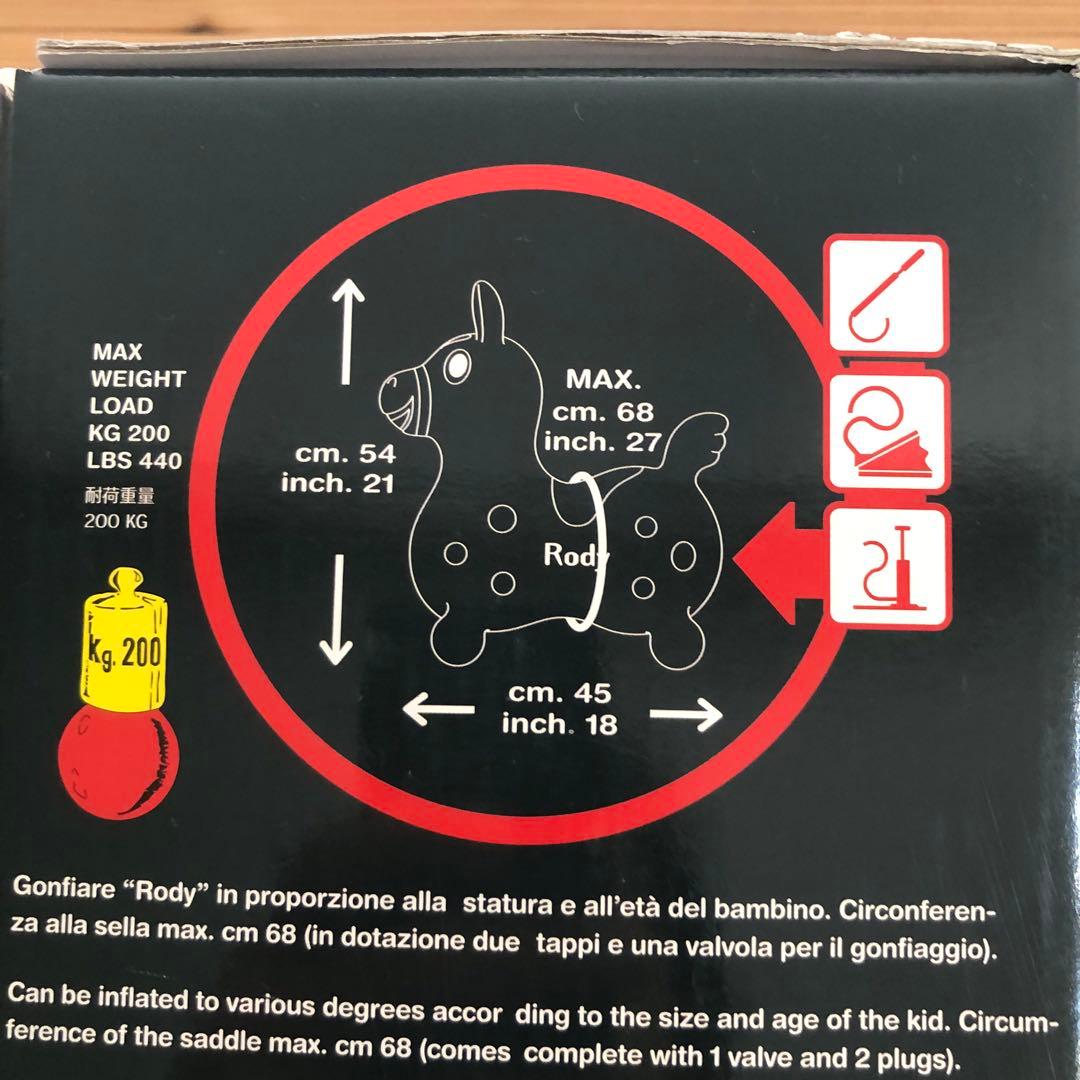 MAX
WEIGHT
LOAD
KG 200
LBS 440
耐荷重量
200 KG
kg. 200
MAX.
cm. 68
inch. 27
cm. 54
inch. 21
Rody
cm. 45
inch. 18
Gonfiare “Rody” in proporzione alla statura e all'età del bambino. Circonferen-
za alla sella max. cm 68 (in dotazione due tappi e una valvola per il gonfiaggio).
Can be inflated to various degrees accor ding to the size and age of the kid. Circum-
ference of the saddle max. cm 68 (comes complete with 1 valve and 2 plugs).